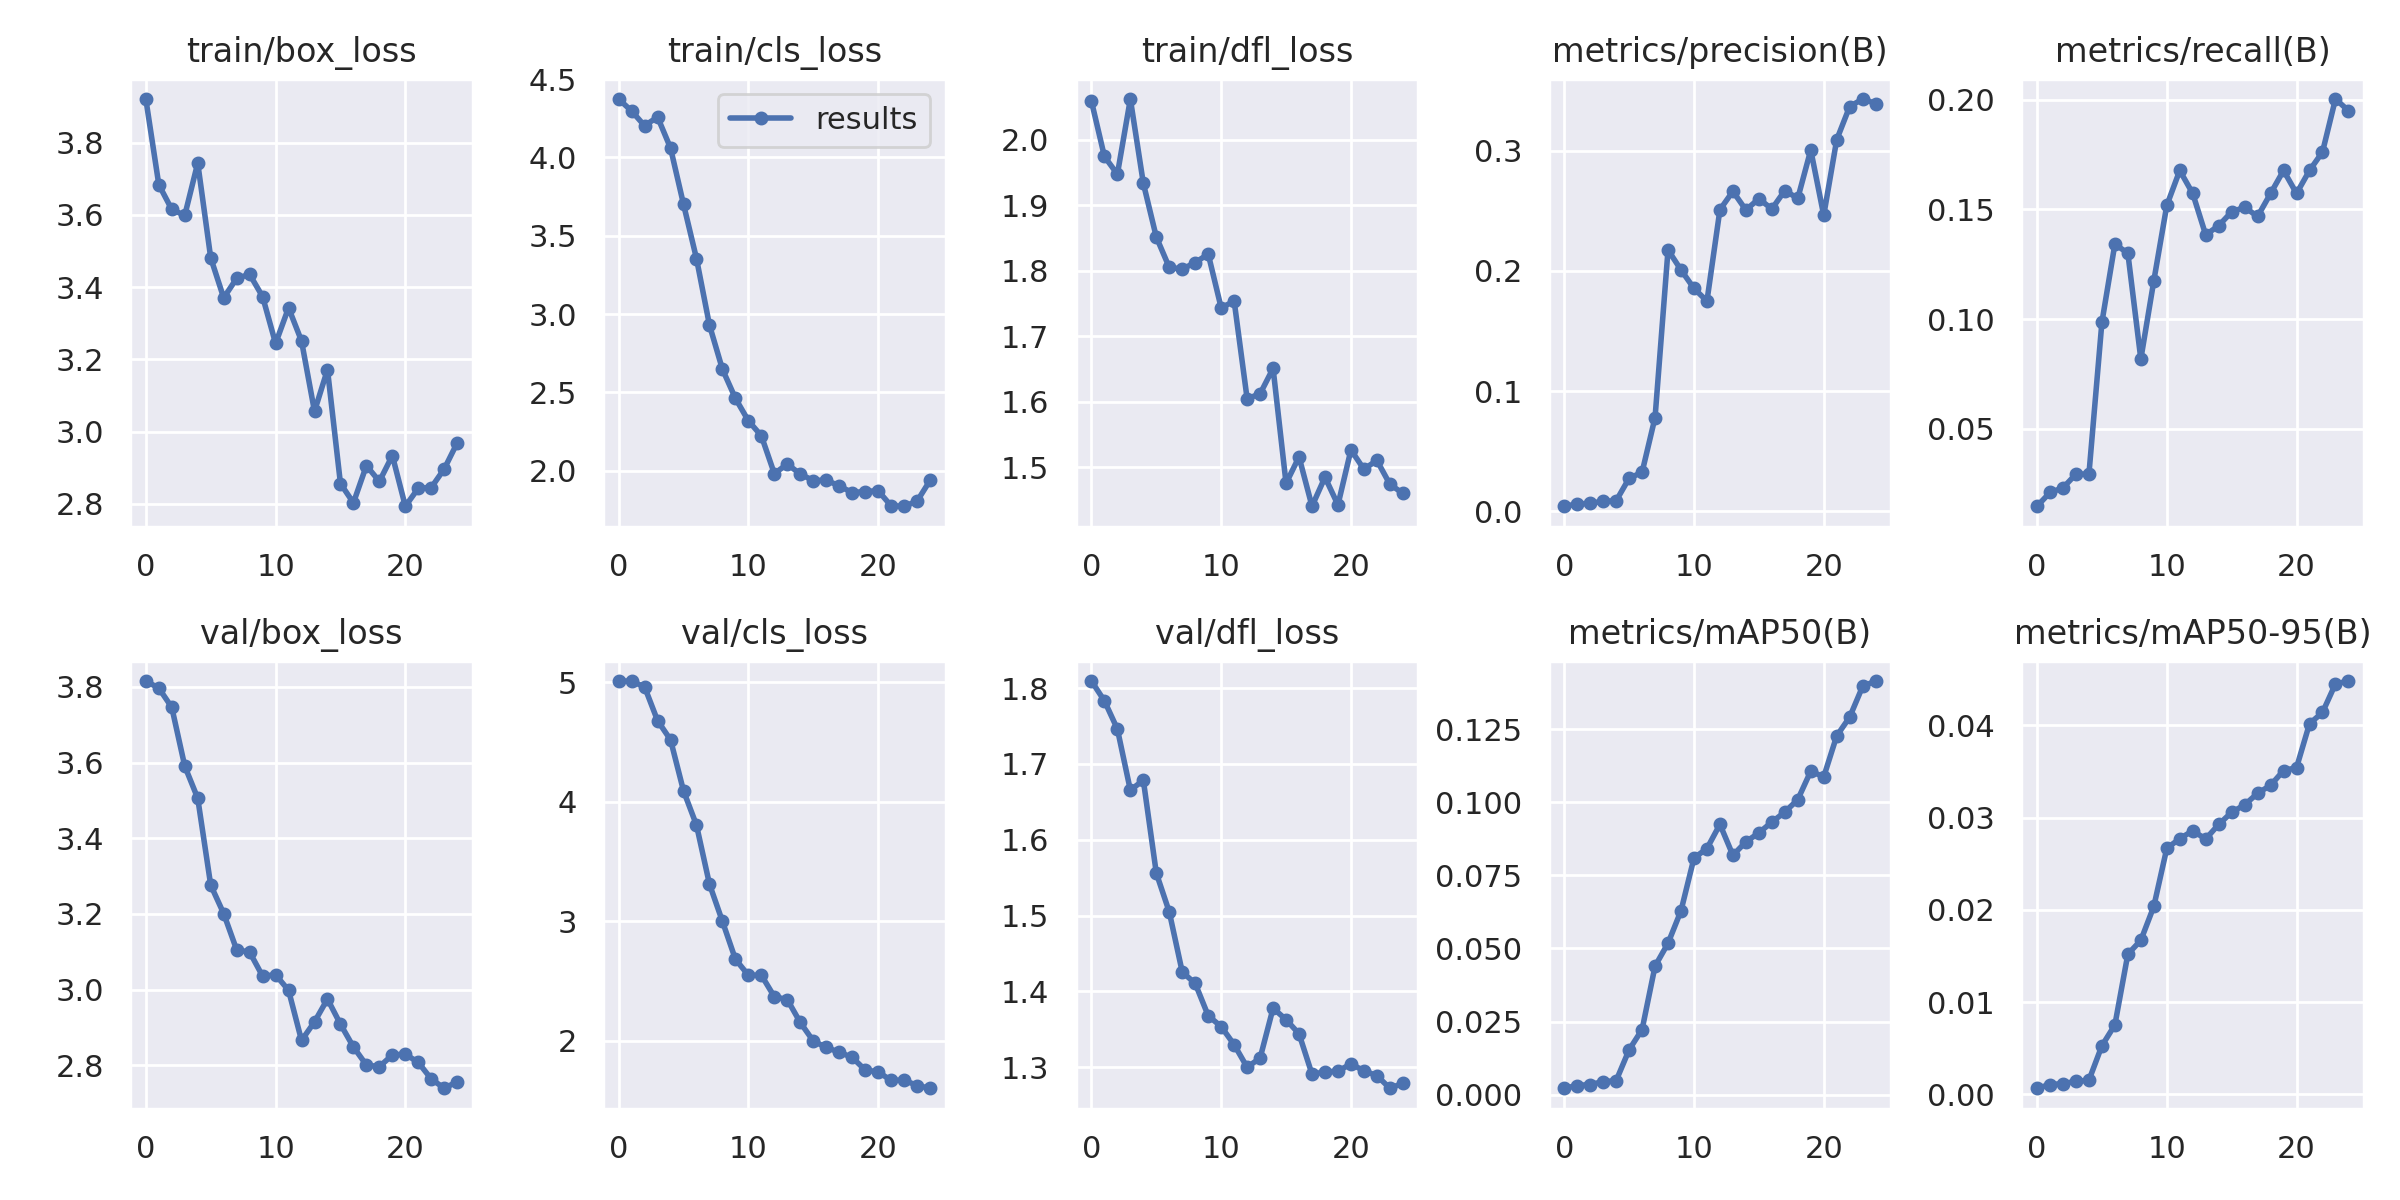 train/box_loss
3.8
3.6
3.4
3.2
3.0
2.8
0 10 20
train/cls_loss
results
4.5
4.0
3.5
3.0
2.5
2.0
0 10 20
train/dfl_loss
2.0
1.9
1.8
1.7
1.6
1.5
0 10 20
metrics/precision(B)
0.3
0.2
0.1
0.0
0 10 20
metrics/recall(B)
0.20
0.15
0.10
0.05
0 10 20
val/box_loss
3.8
3.6
3.4
3.2
3.0
2.8
0 10 20
val/cls_loss
5
4
3
2
0 10 20
val/dfl_loss
1.8
1.7
1.6
1.5
1.4
1.3
0 10 20
metrics/mAP50(B)
0.125
0.100
0.075
0.050
0.025
0.000
0 10 20
metrics/mAP50-95(B)
0.04
0.03
0.02
0.01
0.00
0 10 20